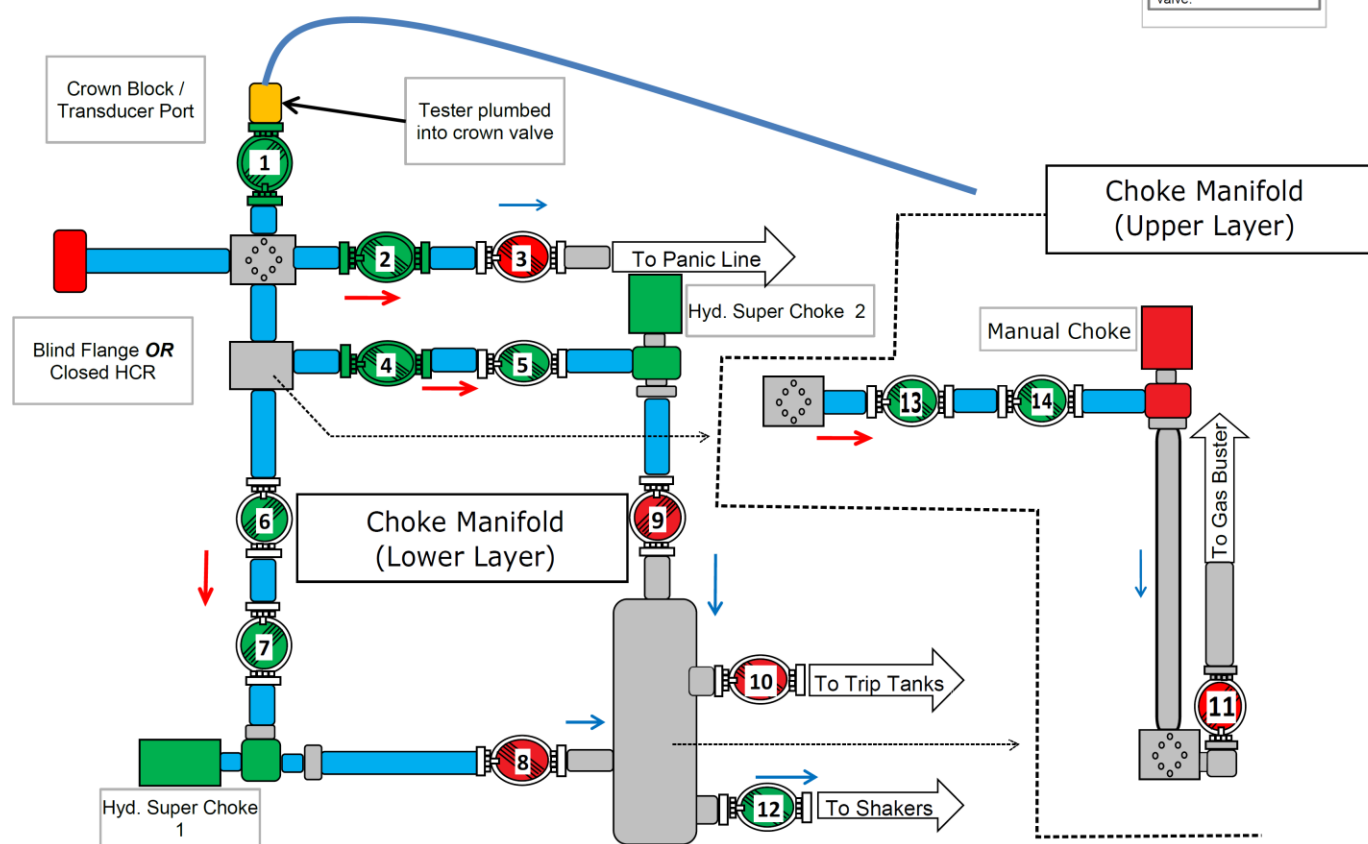 valve.
Crown Block /
Transducer Port
Tester plumbed
into crown valve
1
Choke Manifold
(Upper Layer)
2
3
To Panic Line
Hyd. Super Choke 2
Manual Choke
Blind Flange OR
Closed HCR
4
5
13
14
To Gas Buster
6
Choke Manifold
(Lower Layer)
9
7
10
To Trip Tanks
11
8
12
To Shakers
Hyd. Super Choke
1